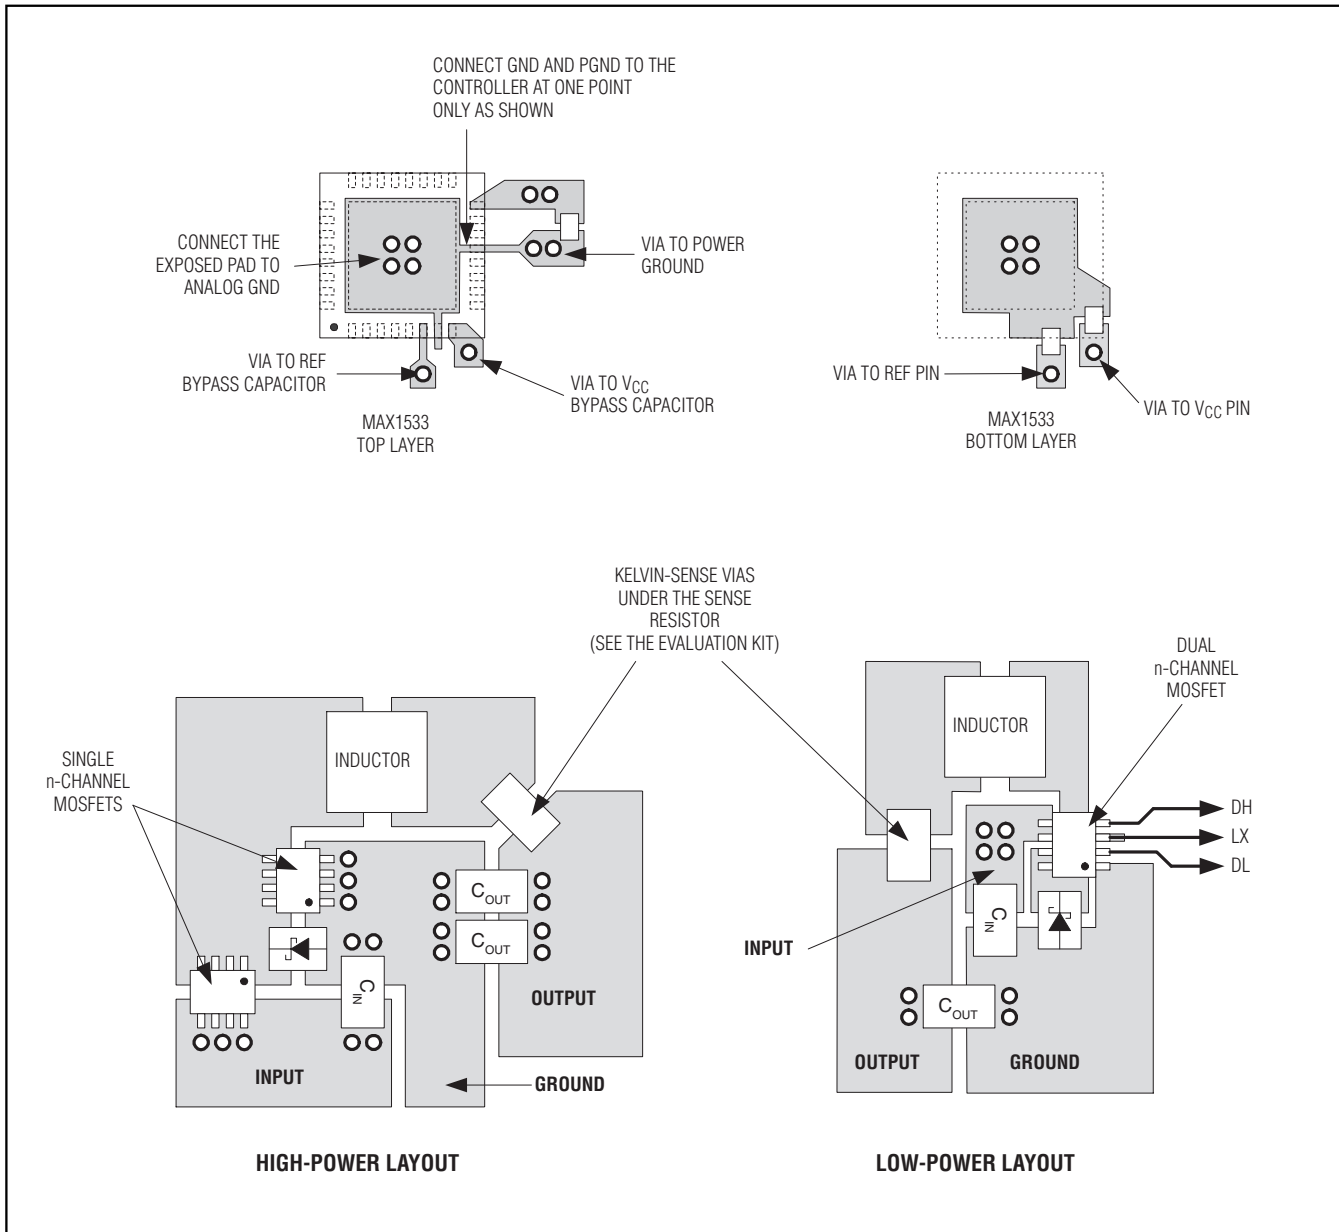 CONNECT GND AND PGND TO THE
CONTROLLER AT ONE POINT
ONLY AS SHOWN
CONNECT THE
EXPOSED PAD TO
ANALOG GND
VIA TO POWER
GROUND
VIA TO REF
BYPASS CAPACITOR
VIA TO VCC
BYPASS CAPACITOR
MAX1533
TOP LAYER
VIA TO REF PIN
VIA TO VCC PIN
MAX1533
BOTTOM LAYER
KELVIN-SENSE VIAS
UNDER THE SENSE
RESISTOR
(SEE THE EVALUATION KIT)
SINGLE
n-CHANNEL
MOSFETS
INDUCTOR
COUT
COUT
CIN
OUTPUT
INPUT
GROUND
HIGH-POWER LAYOUT
DUAL
n-CHANNEL
MOSFET
INDUCTOR
DH
LX
DL
CIN
INPUT
COUT
OUTPUT
GROUND
LOW-POWER LAYOUT